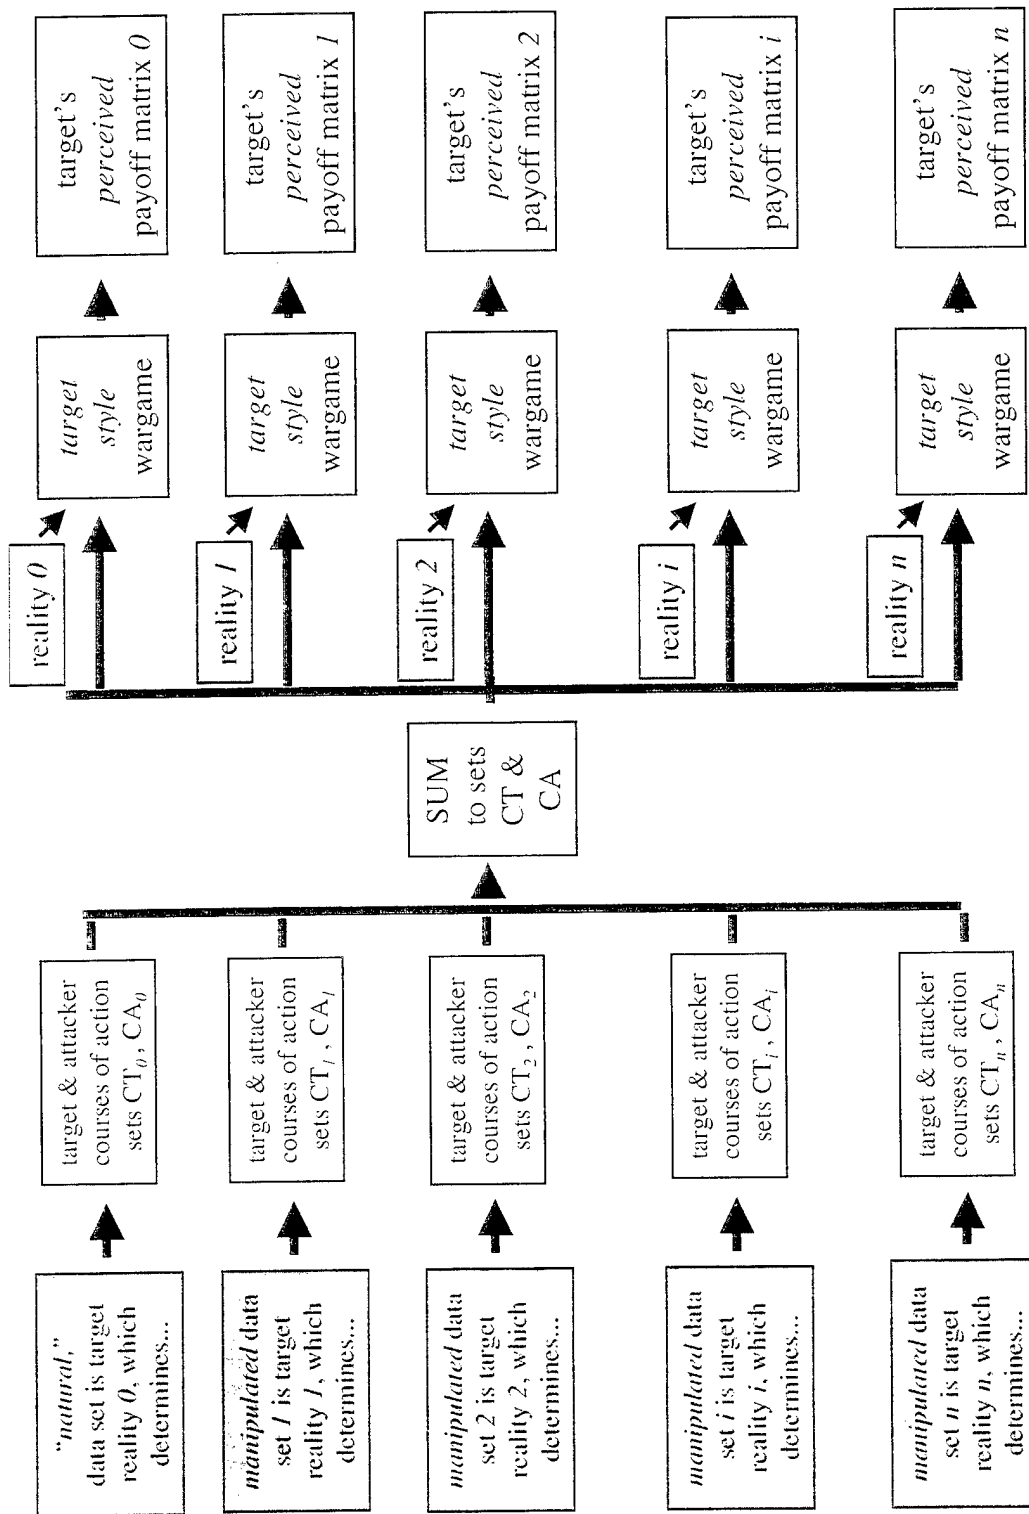 "natural,"
data set is target
reality 0, which
determines...
target & attacker
courses of action
sets CT₀, CA₀
reality 0
target
style
wargame
target's
perceived
payoff matrix 0
manipulated data
set 1 is target
reality 1, which
determines...
target & attacker
courses of action
sets CT₁, CA₁
reality 1
target
style
wargame
target's
perceived
payoff matrix 1
manipulated data
set 2 is target
reality 2, which
determines...
target & attacker
courses of action
sets CT₂, CA₂
SUM
to sets
CT &
CA
reality 2
target
style
wargame
target's
perceived
payoff matrix 2
manipulated data
set i is target
reality i, which
determines...
target & attacker
courses of action
sets CTᵢ, CAᵢ
reality i
target
style
wargame
target's
perceived
payoff matrix i
manipulated data
set n is target
reality n, which
determines...
target & attacker
courses of action
sets CTₙ, CAₙ
reality n
target
style
wargame
target's
perceived
payoff matrix n